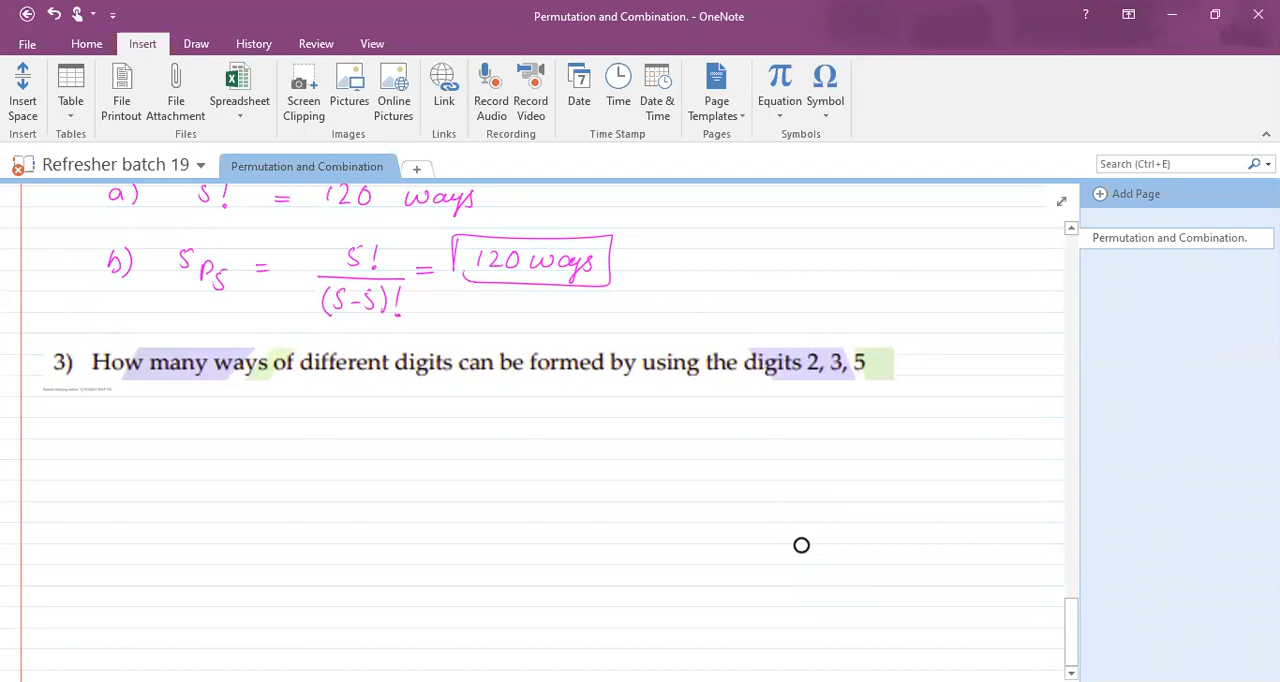 Permutation and Combination. - OneNote
?
File Home Insert Draw History Review View
Insert Space
Table
File Printout
File Attachment
Spreadsheet
Screen Clipping
Pictures
Online Pictures
Link
Record Audio
Record Video
Date
Time
Date & Time
Page Templates
Equation
Symbol
Insert Tables Files Images Links Recording Time Stamp Pages Symbols
Refresher batch 19
Permutation and Combination
Search (Ctrl+E)
Add Page
Permutation and Combination.
a) 5! = 120 ways
b) 5P5 = 5!/(5-5)! = 120 ways
3) How many ways of different digits can be formed by using the digits 2, 3, 5